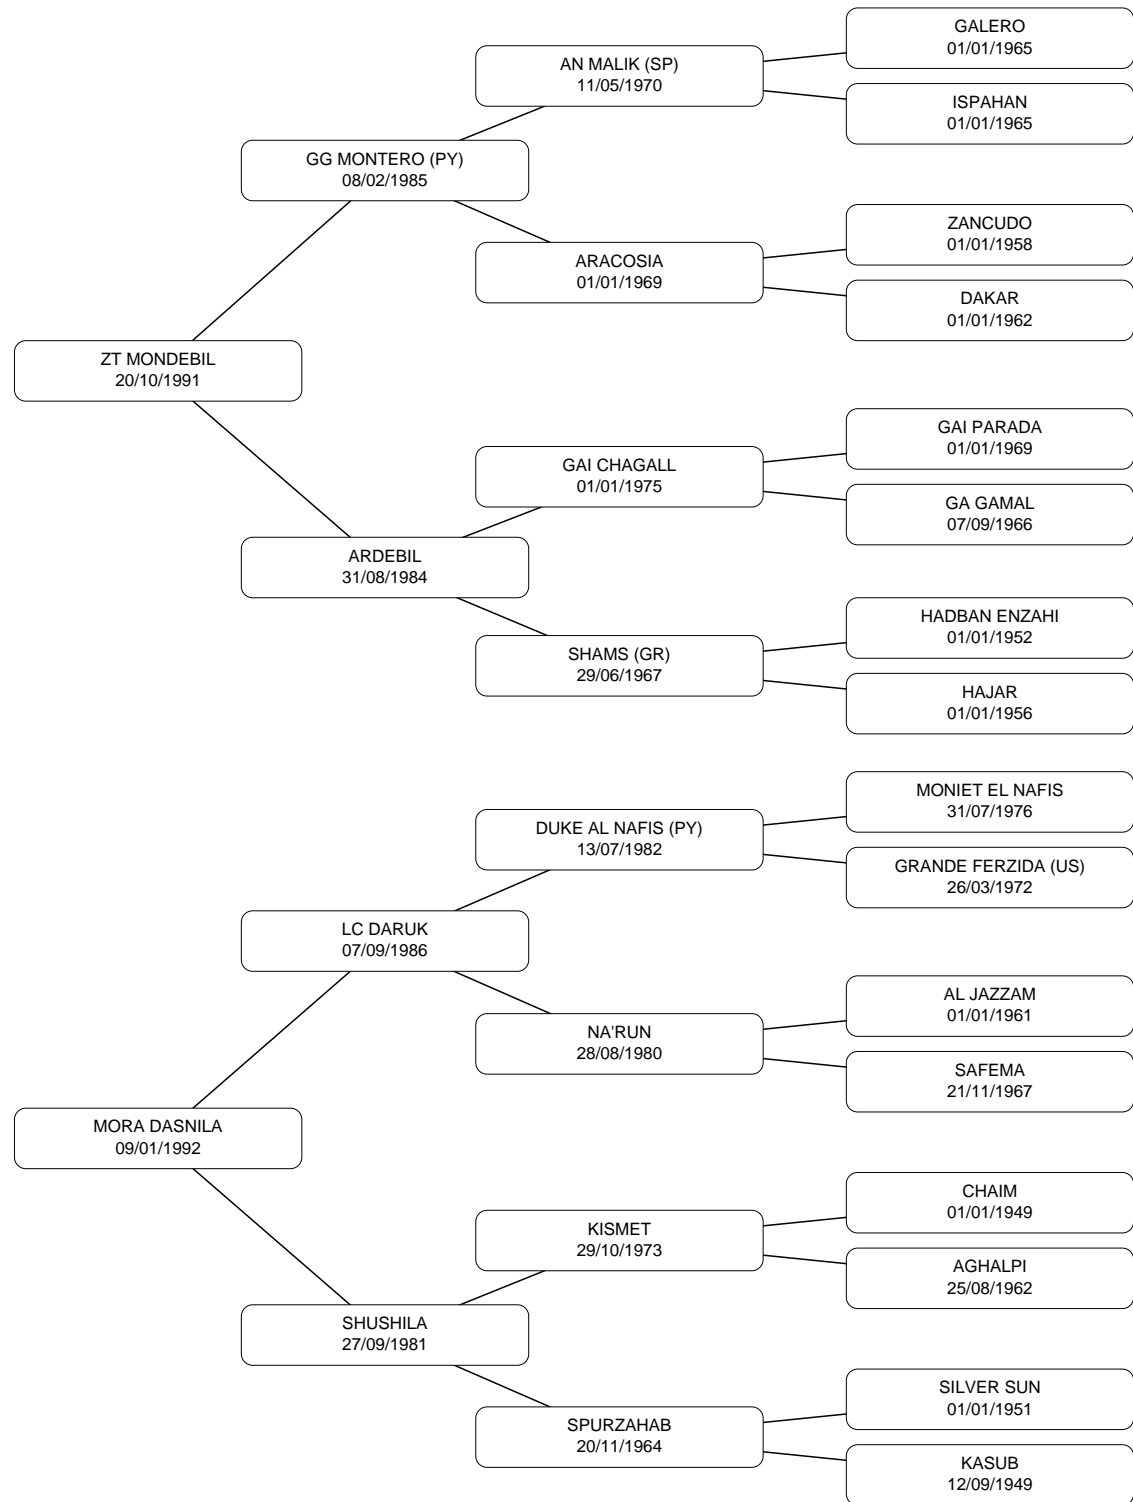 GALERO
01/01/1965
AN MALIK (SP)
11/05/1970
ISPAHAN
01/01/1965
GG MONTERO (PY)
08/02/1985
ZANCUDO
01/01/1958
ARACOSIA
01/01/1969
DAKAR
01/01/1962
ZT MONDEBIL
20/10/1991
GAI PARADA
01/01/1969
GAI CHAGALL
01/01/1975
GA GAMAL
07/09/1966
ARDEBIL
31/08/1984
HADBAN ENZAHI
01/01/1952
SHAMS (GR)
29/06/1967
HAJAR
01/01/1956
MONIET EL NAFIS
31/07/1976
DUKE AL NAFIS (PY)
13/07/1982
GRANDE FERZIDA (US)
26/03/1972
LC DARUK
07/09/1986
AL JAZZAM
01/01/1961
NA'RUN
28/08/1980
SAFEMA
21/11/1967
MORA DASNILA
09/01/1992
CHAIM
01/01/1949
KISMET
29/10/1973
AGHALPI
25/08/1962
SHUSHILA
27/09/1981
SILVER SUN
01/01/1951
SPURZAHAB
20/11/1964
KASUB
12/09/1949